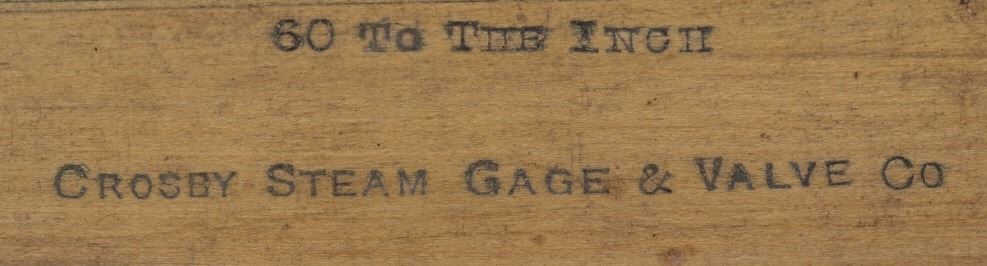 60 To The Inch
Crosby Steam Gage & Valve Co